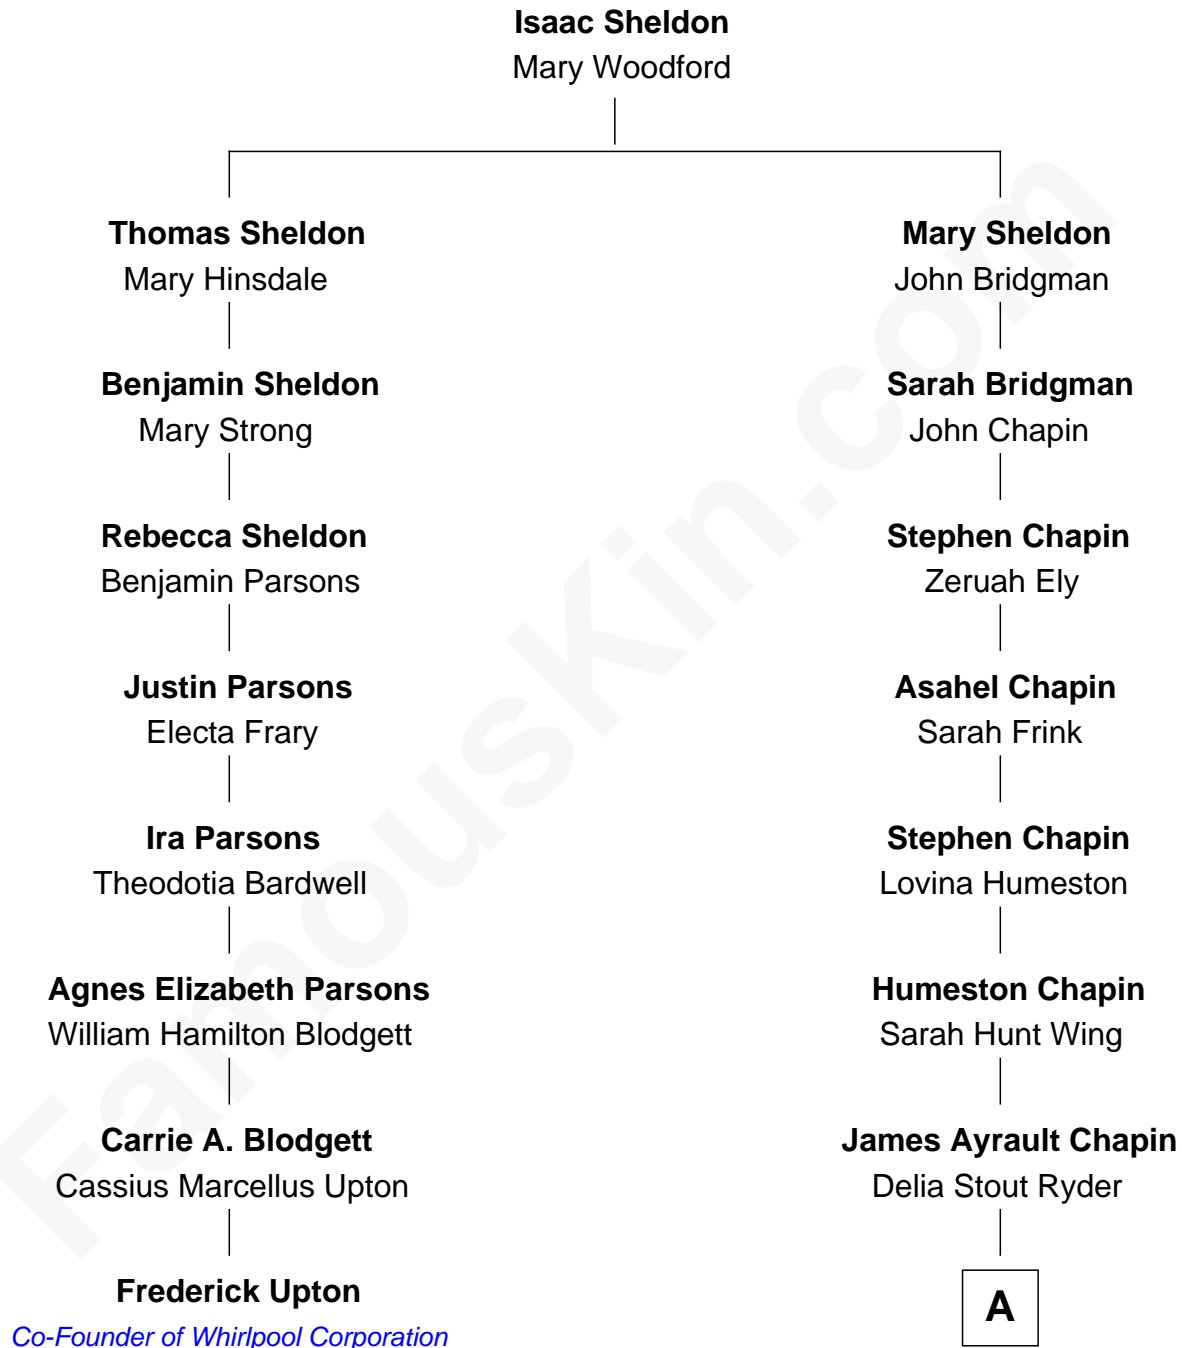 Isaac Sheldon
Mary Woodford
Thomas Sheldon
Mary Hinsdale
Mary Sheldon
John Bridgman
Benjamin Sheldon
Mary Strong
Sarah Bridgman
John Chapin
Rebecca Sheldon
Benjamin Parsons
Stephen Chapin
Zeruah Ely
Justin Parsons
Electa Frary
Asahel Chapin
Sarah Frink
Ira Parsons
Theodotia Bardwell
Stephen Chapin
Lovina Humeston
Agnes Elizabeth Parsons
William Hamilton Blodgett
Humeston Chapin
Sarah Hunt Wing
Carrie A. Blodgett
Cassius Marcellus Upton
James Ayrault Chapin
Delia Stout Ryder
Frederick Upton
Co-Founder of Whirlpool Corporation
A
FamousKin.com